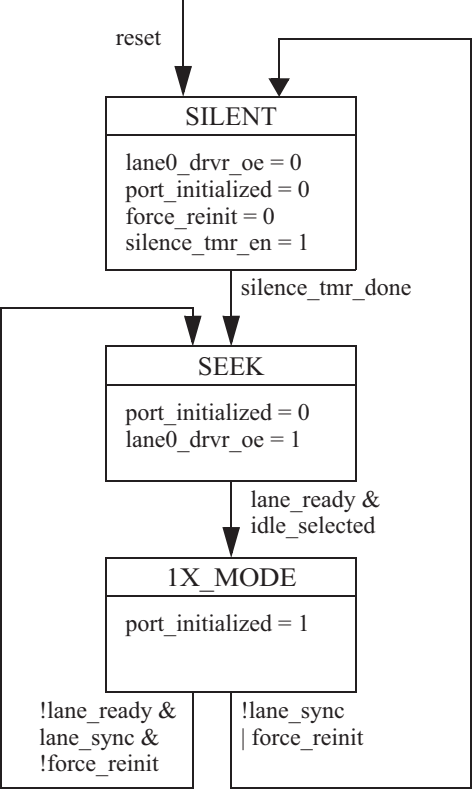 reset
SILENT
lane0_drvr_oe = 0
port_initialized = 0
force_reinit = 0
silence_tmr_en = 1
silence_tmr_done
SEEK
port_initialized = 0
lane0_drvr_oe = 1
lane_ready &
idle_selected
1X_MODE
port_initialized = 1
!lane_ready &
lane_sync &
!force_reinit
!lane_sync
| force_reinit